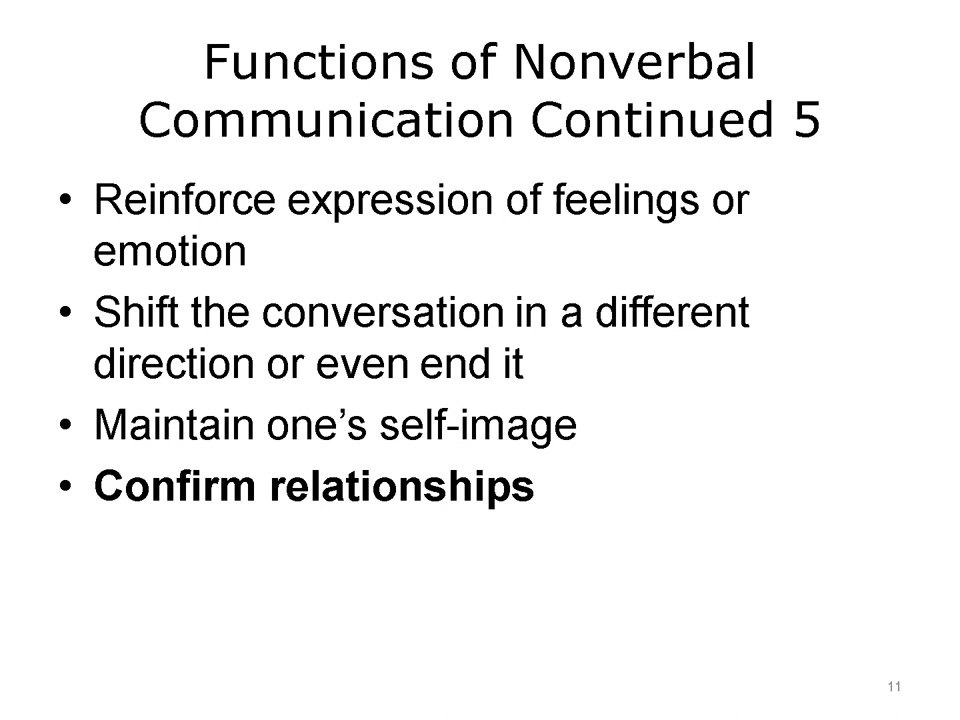 Functions of Nonverbal
Communication Continued 5
• Reinforce expression of feelings or
emotion
• Shift the conversation in a different
direction or even end it
• Maintain one’s self-image
• Confirm relationships
11